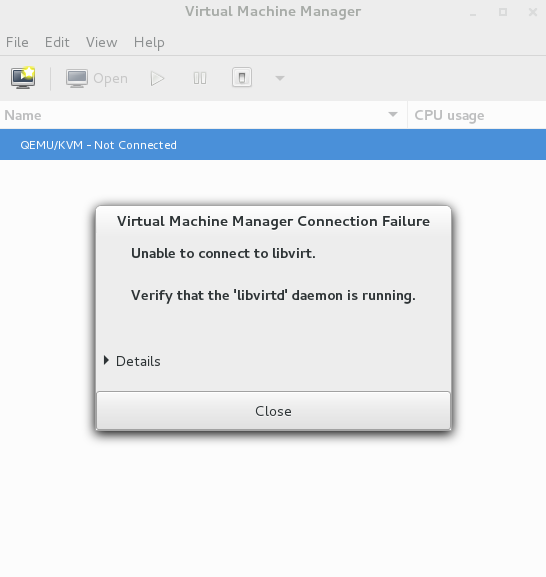 Virtual Machine Manager
File Edit View Help
Open
Name CPU usage
QEMU/KVM - Not Connected
Virtual Machine Manager Connection Failure
Unable to connect to libvirt.
Verify that the 'libvirtd' daemon is running.
Details
Close